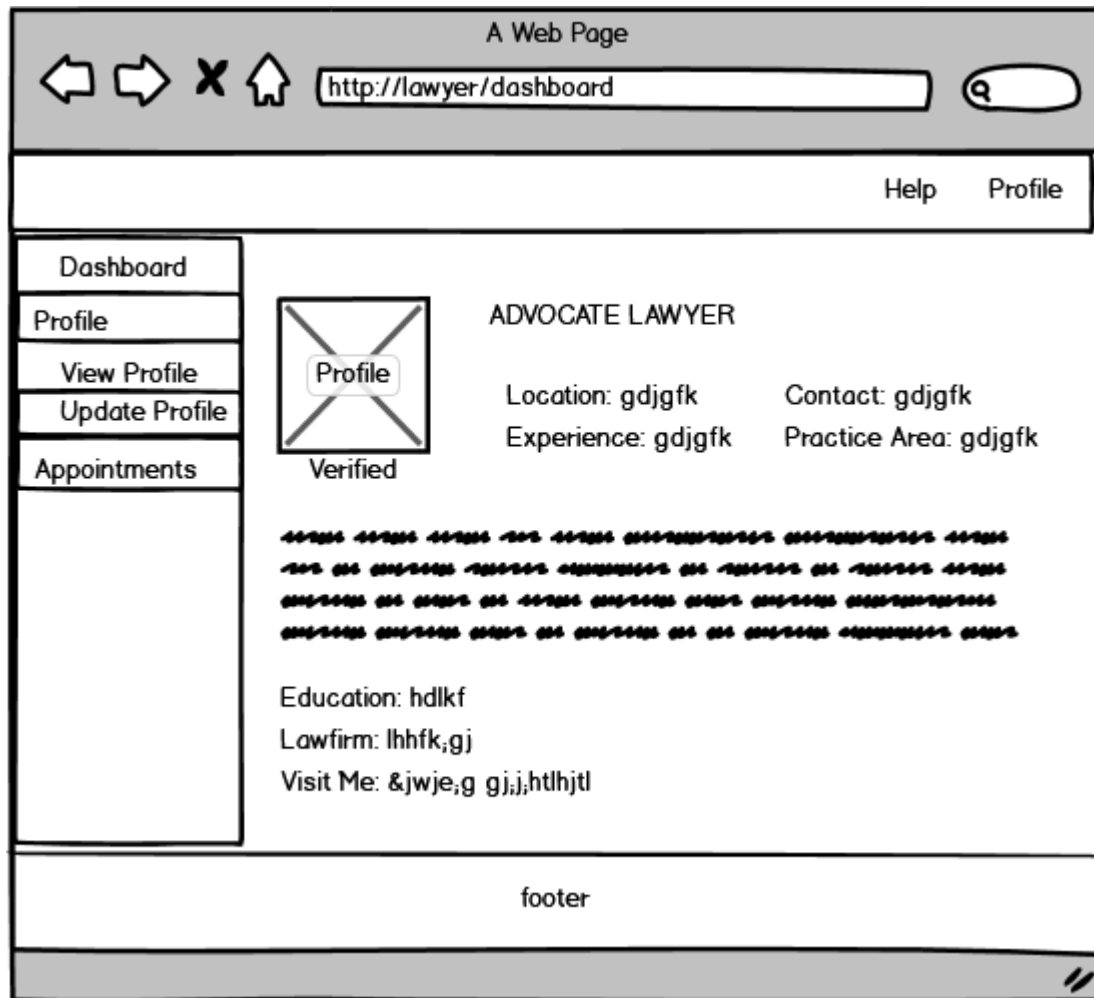 A Web Page
http://lawyer/dashboard
Help Profile
Dashboard
Profile
View Profile
Update Profile
Appointments
Profile
Verified
ADVOCATE LAWYER
Location: gdjgfk Contact: gdjgfk
Experience: gdjgfk Practice Area: gdjgfk
Education: hdlkf
Lawfirm: lhhfk;gj
Visit Me: &jwje;g gj;j;htlhjtl
footer